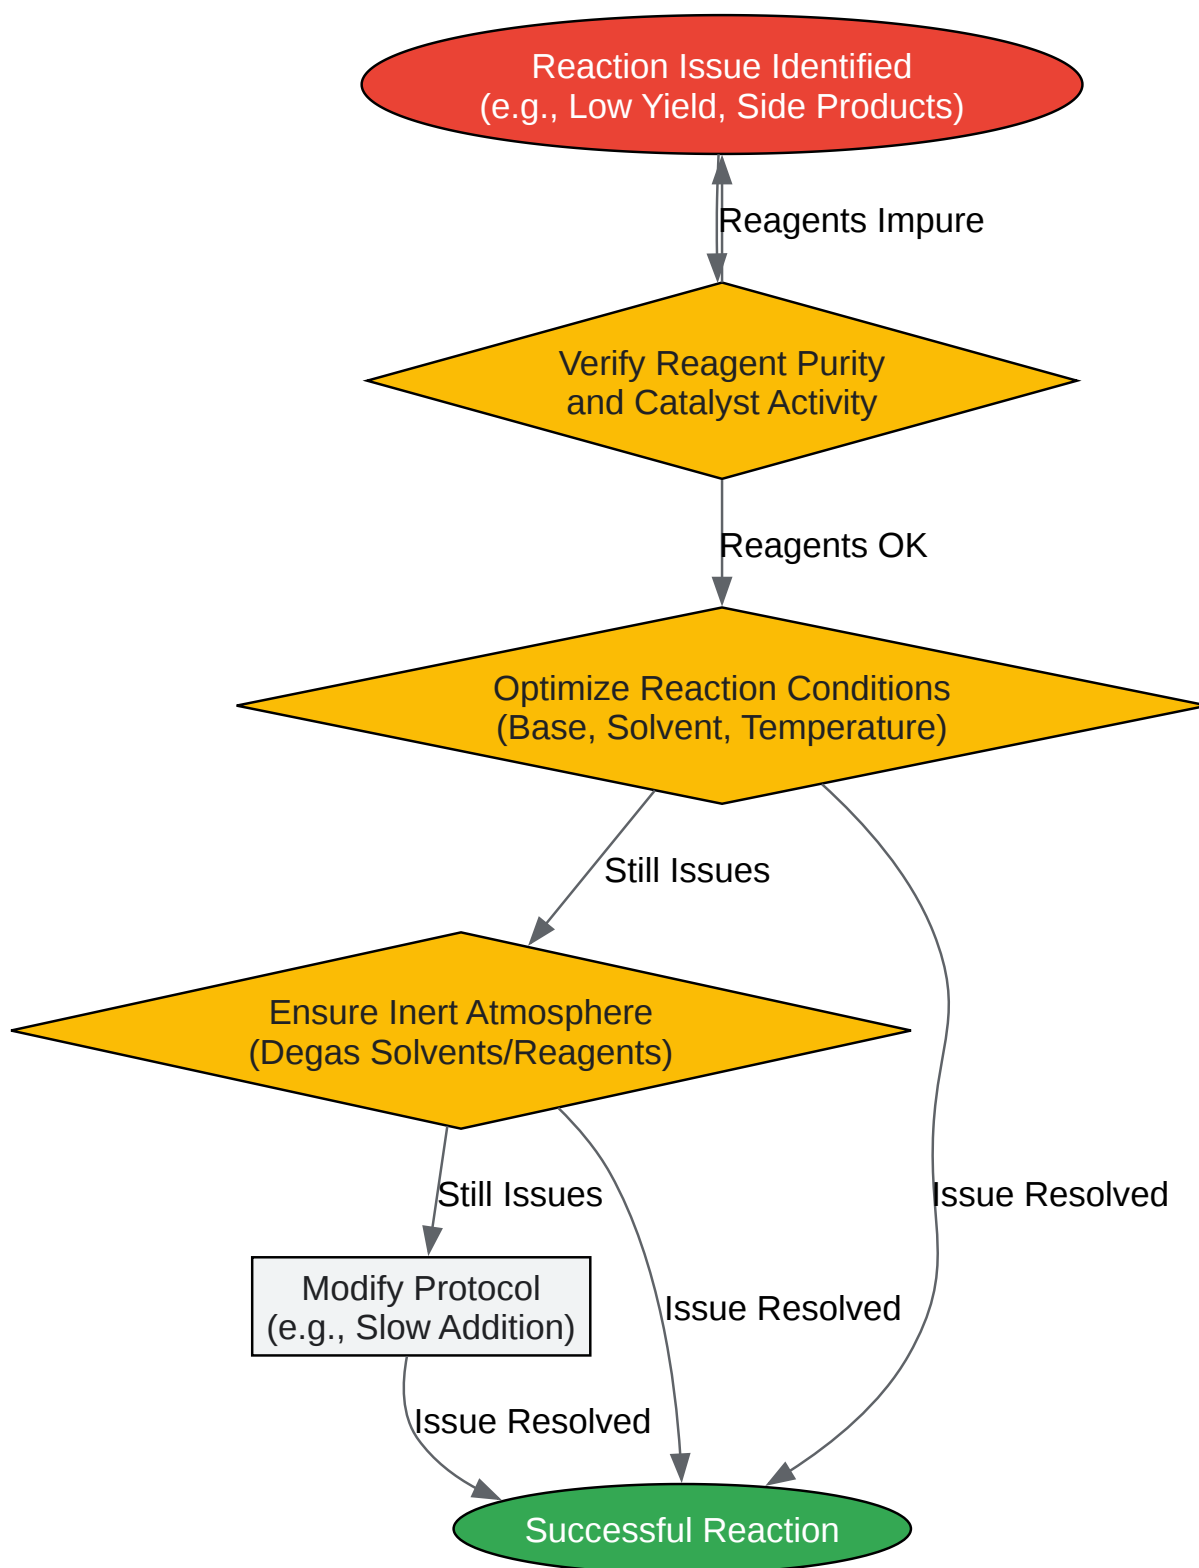 Reaction Issue Identified
(e.g., Low Yield, Side Products)
Reagents Impure
Verify Reagent Purity
and Catalyst Activity
Reagents OK
Optimize Reaction Conditions
(Base, Solvent, Temperature)
Still Issues
Ensure Inert Atmosphere
(Degas Solvents/Reagents)
Still Issues
Issue Resolved
Modify Protocol
(e.g., Slow Addition)
Issue Resolved
Issue Resolved
Successful Reaction